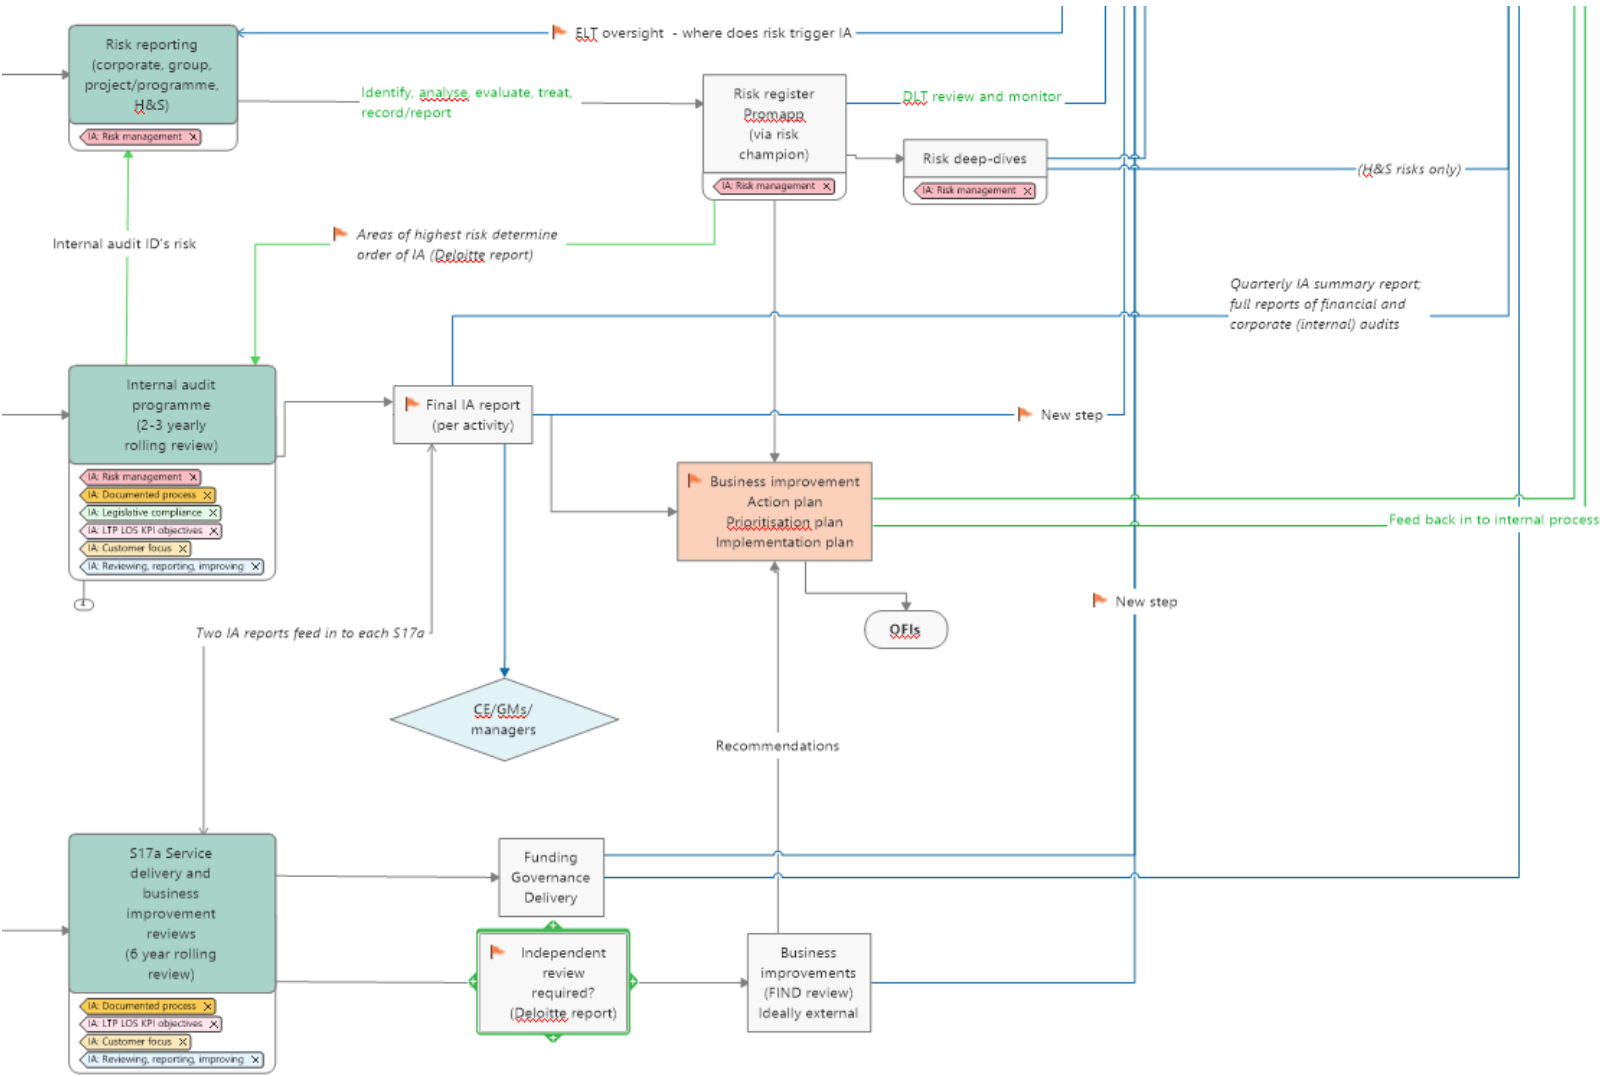 Risk reporting
(corporate, group,
project/programme,
H&S)
IA: Risk management
ELT oversight - where does risk trigger IA
Identify, analyse, evaluate, treat,
record/report
Risk register
Promapp
(via risk
champion)
IA: Risk management
DLT review and monitor
Risk deep-dives
IA: Risk management
(H&S risks only)
Internal audit ID's risk
Areas of highest risk determine
order of IA (Deloitte report)
Quarterly IA summary report;
full reports of financial and
corporate (internal) audits
Internal audit
programme
(2-3 yearly
rolling review)
IA: Risk management
IA: Documented process
IA: Legislative compliance
IA: LTP LOS KPI objectives
IA: Customer focus
IA: Reviewing, reporting, improving
Final IA report
(per activity)
New step
Business improvement
Action plan
Prioritisation plan
Implementation plan
Feed back in to internal process
New step
OFIs
Two IA reports feed in to each S17a
CE/GMs/
managers
Recommendations
S17a Service
delivery and
business
improvement
reviews
(6 year rolling
review)
IA: Documented process
IA: LTP LOS KPI objectives
IA: Customer focus
IA: Reviewing, reporting, improving
Funding
Governance
Delivery
Independent
review
required?
(Deloitte report)
Business
improvements
(FIND review)
Ideally external